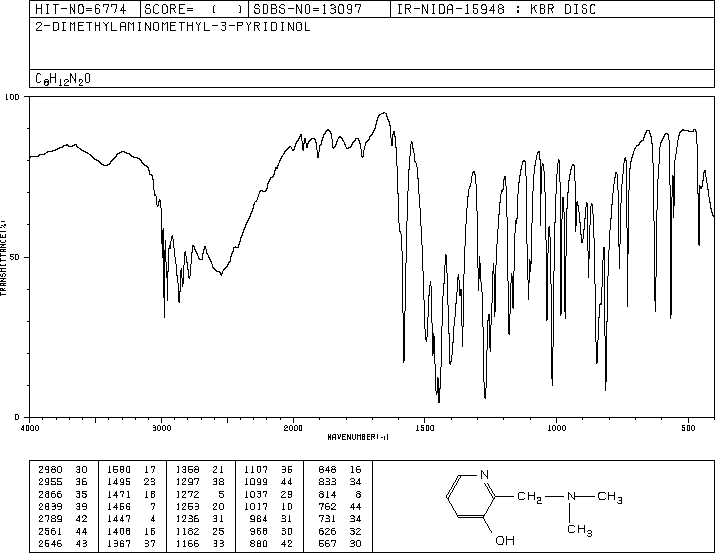 HIT-NO=6774 SCORE= ( ) SDBS-NO=13097 IR-NIDA-15948 : KBR DISC
2-DIMETHYLAMINOMETHYL-3-PYRIDINOL
C8H12N2O
100
50
0
TRANSMITTANCE(%)
4000 3000 2000 1500 1000 500
WAVENUMBER(-1)
2980 30 1580 17 1358 21 1107 36 848 16
2955 36 1495 23 1297 38 1099 44 833 34
2866 35 1471 18 1272 5 1037 29 814 8
2839 39 1456 7 1253 20 1017 10 762 44
2789 42 1447 4 1236 31 984 31 731 34
2561 44 1408 16 1182 25 968 30 626 32
2546 43 1367 37 1166 33 880 42 567 30
N
CH2 N CH3
CH3
OH